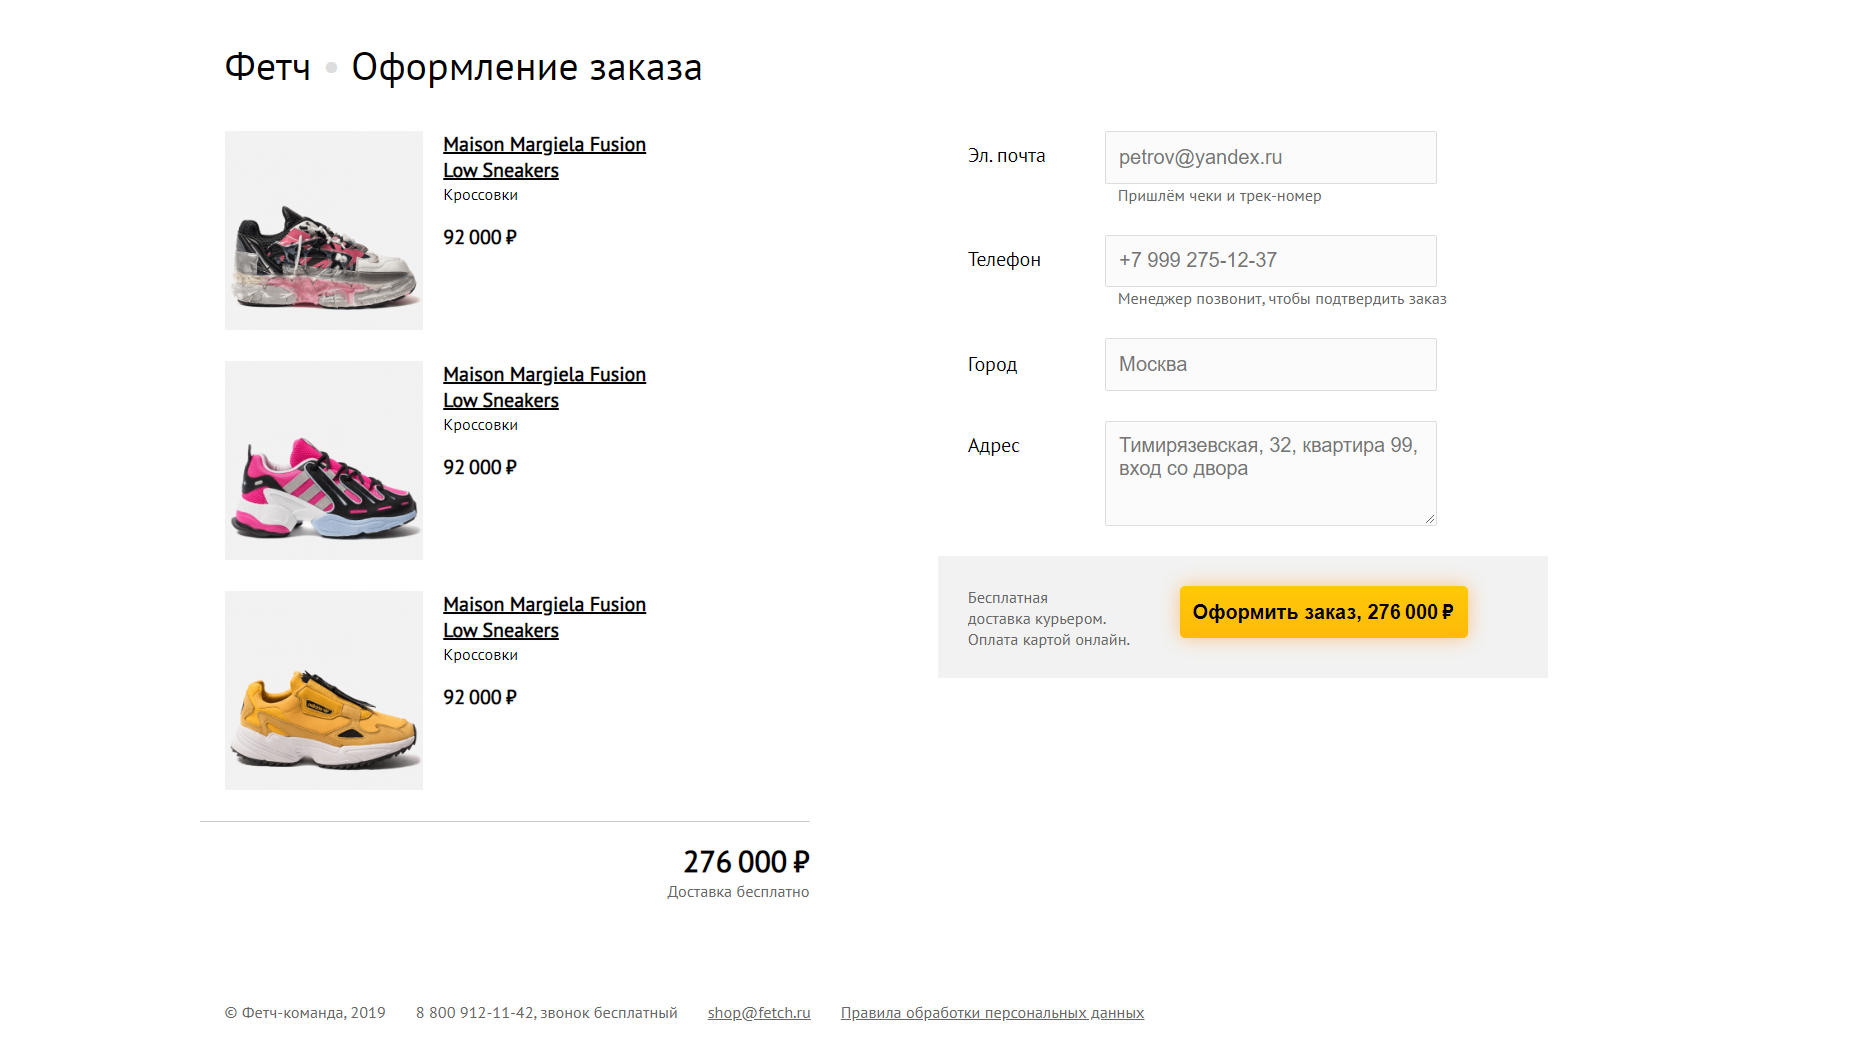 Фетч • Оформление заказа
Maison Margiela Fusion
Low Sneakers
Кроссовки
92 000 ₽
Maison Margiela Fusion
Low Sneakers
Кроссовки
92 000 ₽
Maison Margiela Fusion
Low Sneakers
Кроссовки
92 000 ₽
276 000 ₽
Доставка бесплатно
Эл. почта
petrov@yandex.ru
Пришлём чеки и трек-номер
Телефон
+7 999 275-12-37
Менеджер позвонит, чтобы подтвердить заказ
Город
Москва
Адрес
Тимирязевская, 32, квартира 99,
вход со двора
Бесплатная
доставка курьером.
Оплата картой онлайн.
Оформить заказ, 276 000 ₽
© Фетч-команда, 2019
8 800 912-11-42, звонок бесплатный
shop@fetch.ru
Правила обработки персональных данных